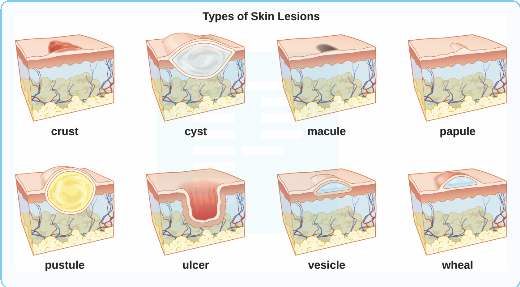 Types of Skin Lesions
crust cyst macule papule
pustule ulcer vesicle wheal